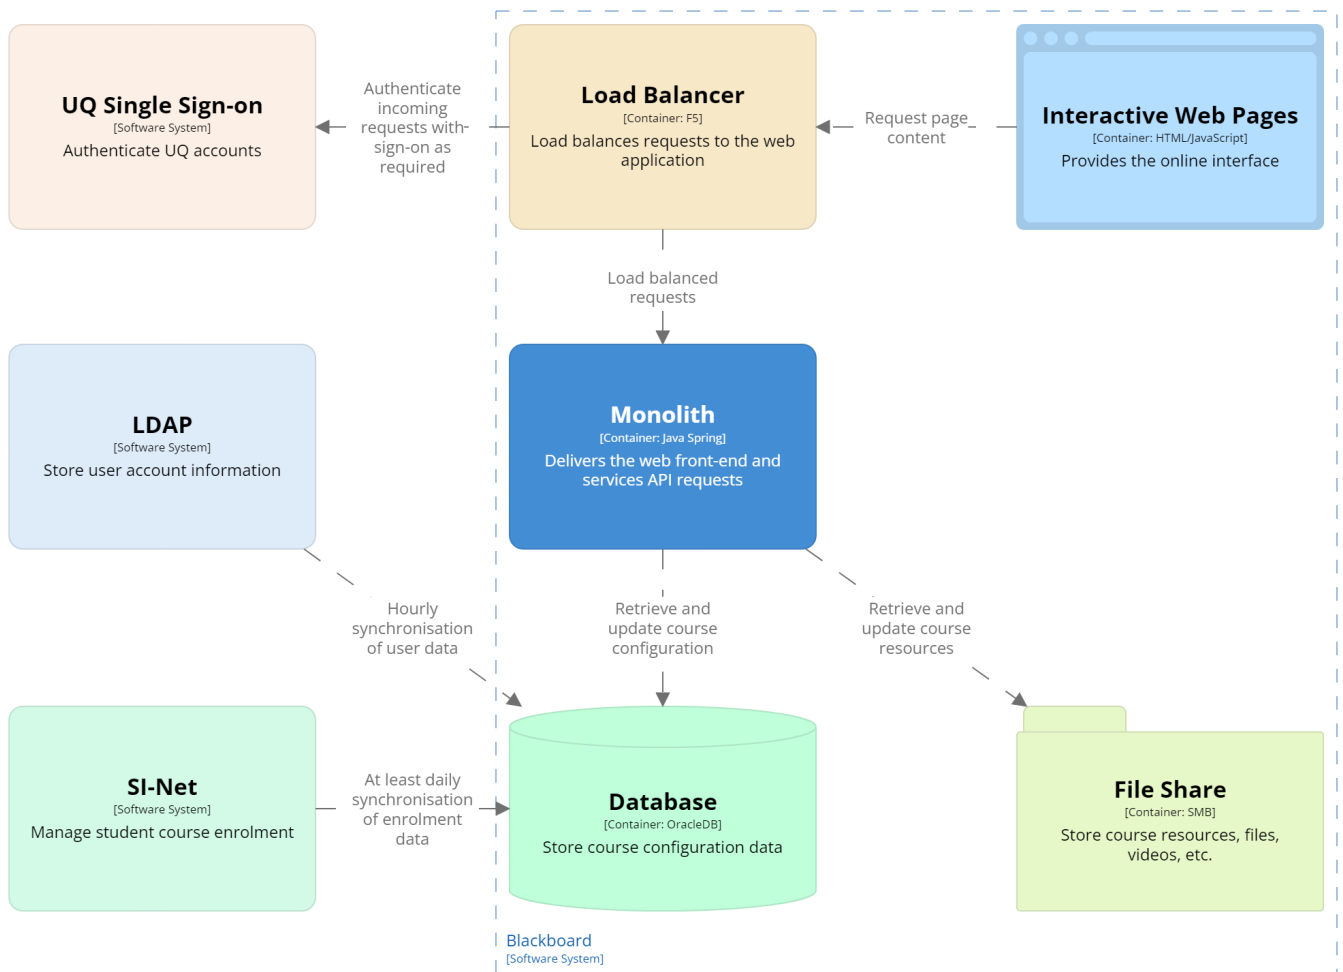 UQ Single Sign-on
[Software System]
Authenticate UQ accounts
Authenticate
incoming
requests with
sign-on as
required
Load Balancer
[Container: F5]
Load balances requests to the web
application
Request page
content
Interactive Web Pages
[Container: HTML/JavaScript]
Provides the online interface
Load balanced
requests
LDAP
[Software System]
Store user account information
Monolith
[Container: Java Spring]
Delivers the web front-end and
services API requests
Hourly
synchronisation
of user data
Retrieve and
update course
configuration
Retrieve and
update course
resources
SI-Net
[Software System]
Manage student course enrolment
At least daily
synchronisation
of enrolment
data
Database
[Container: OracleDB]
Store course configuration data
File Share
[Container: SMB]
Store course resources, files,
videos, etc.
Blackboard
[Software System]